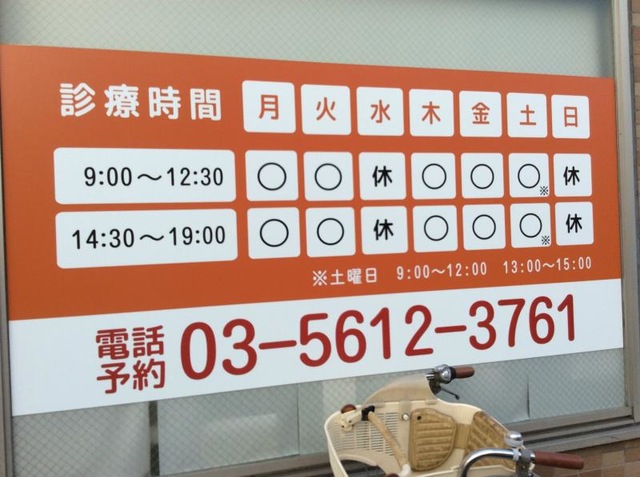 診療時間 月 火 水 木 金 土 日
9:00〜12:30 ○ ○ 休 ○ ○ ○※ 休
14:30〜19:00 ○ ○ 休 ○ ○ ○※ 休
※土曜日 9:00〜12:00 13:00〜15:00
電話予約 03-5612-3761